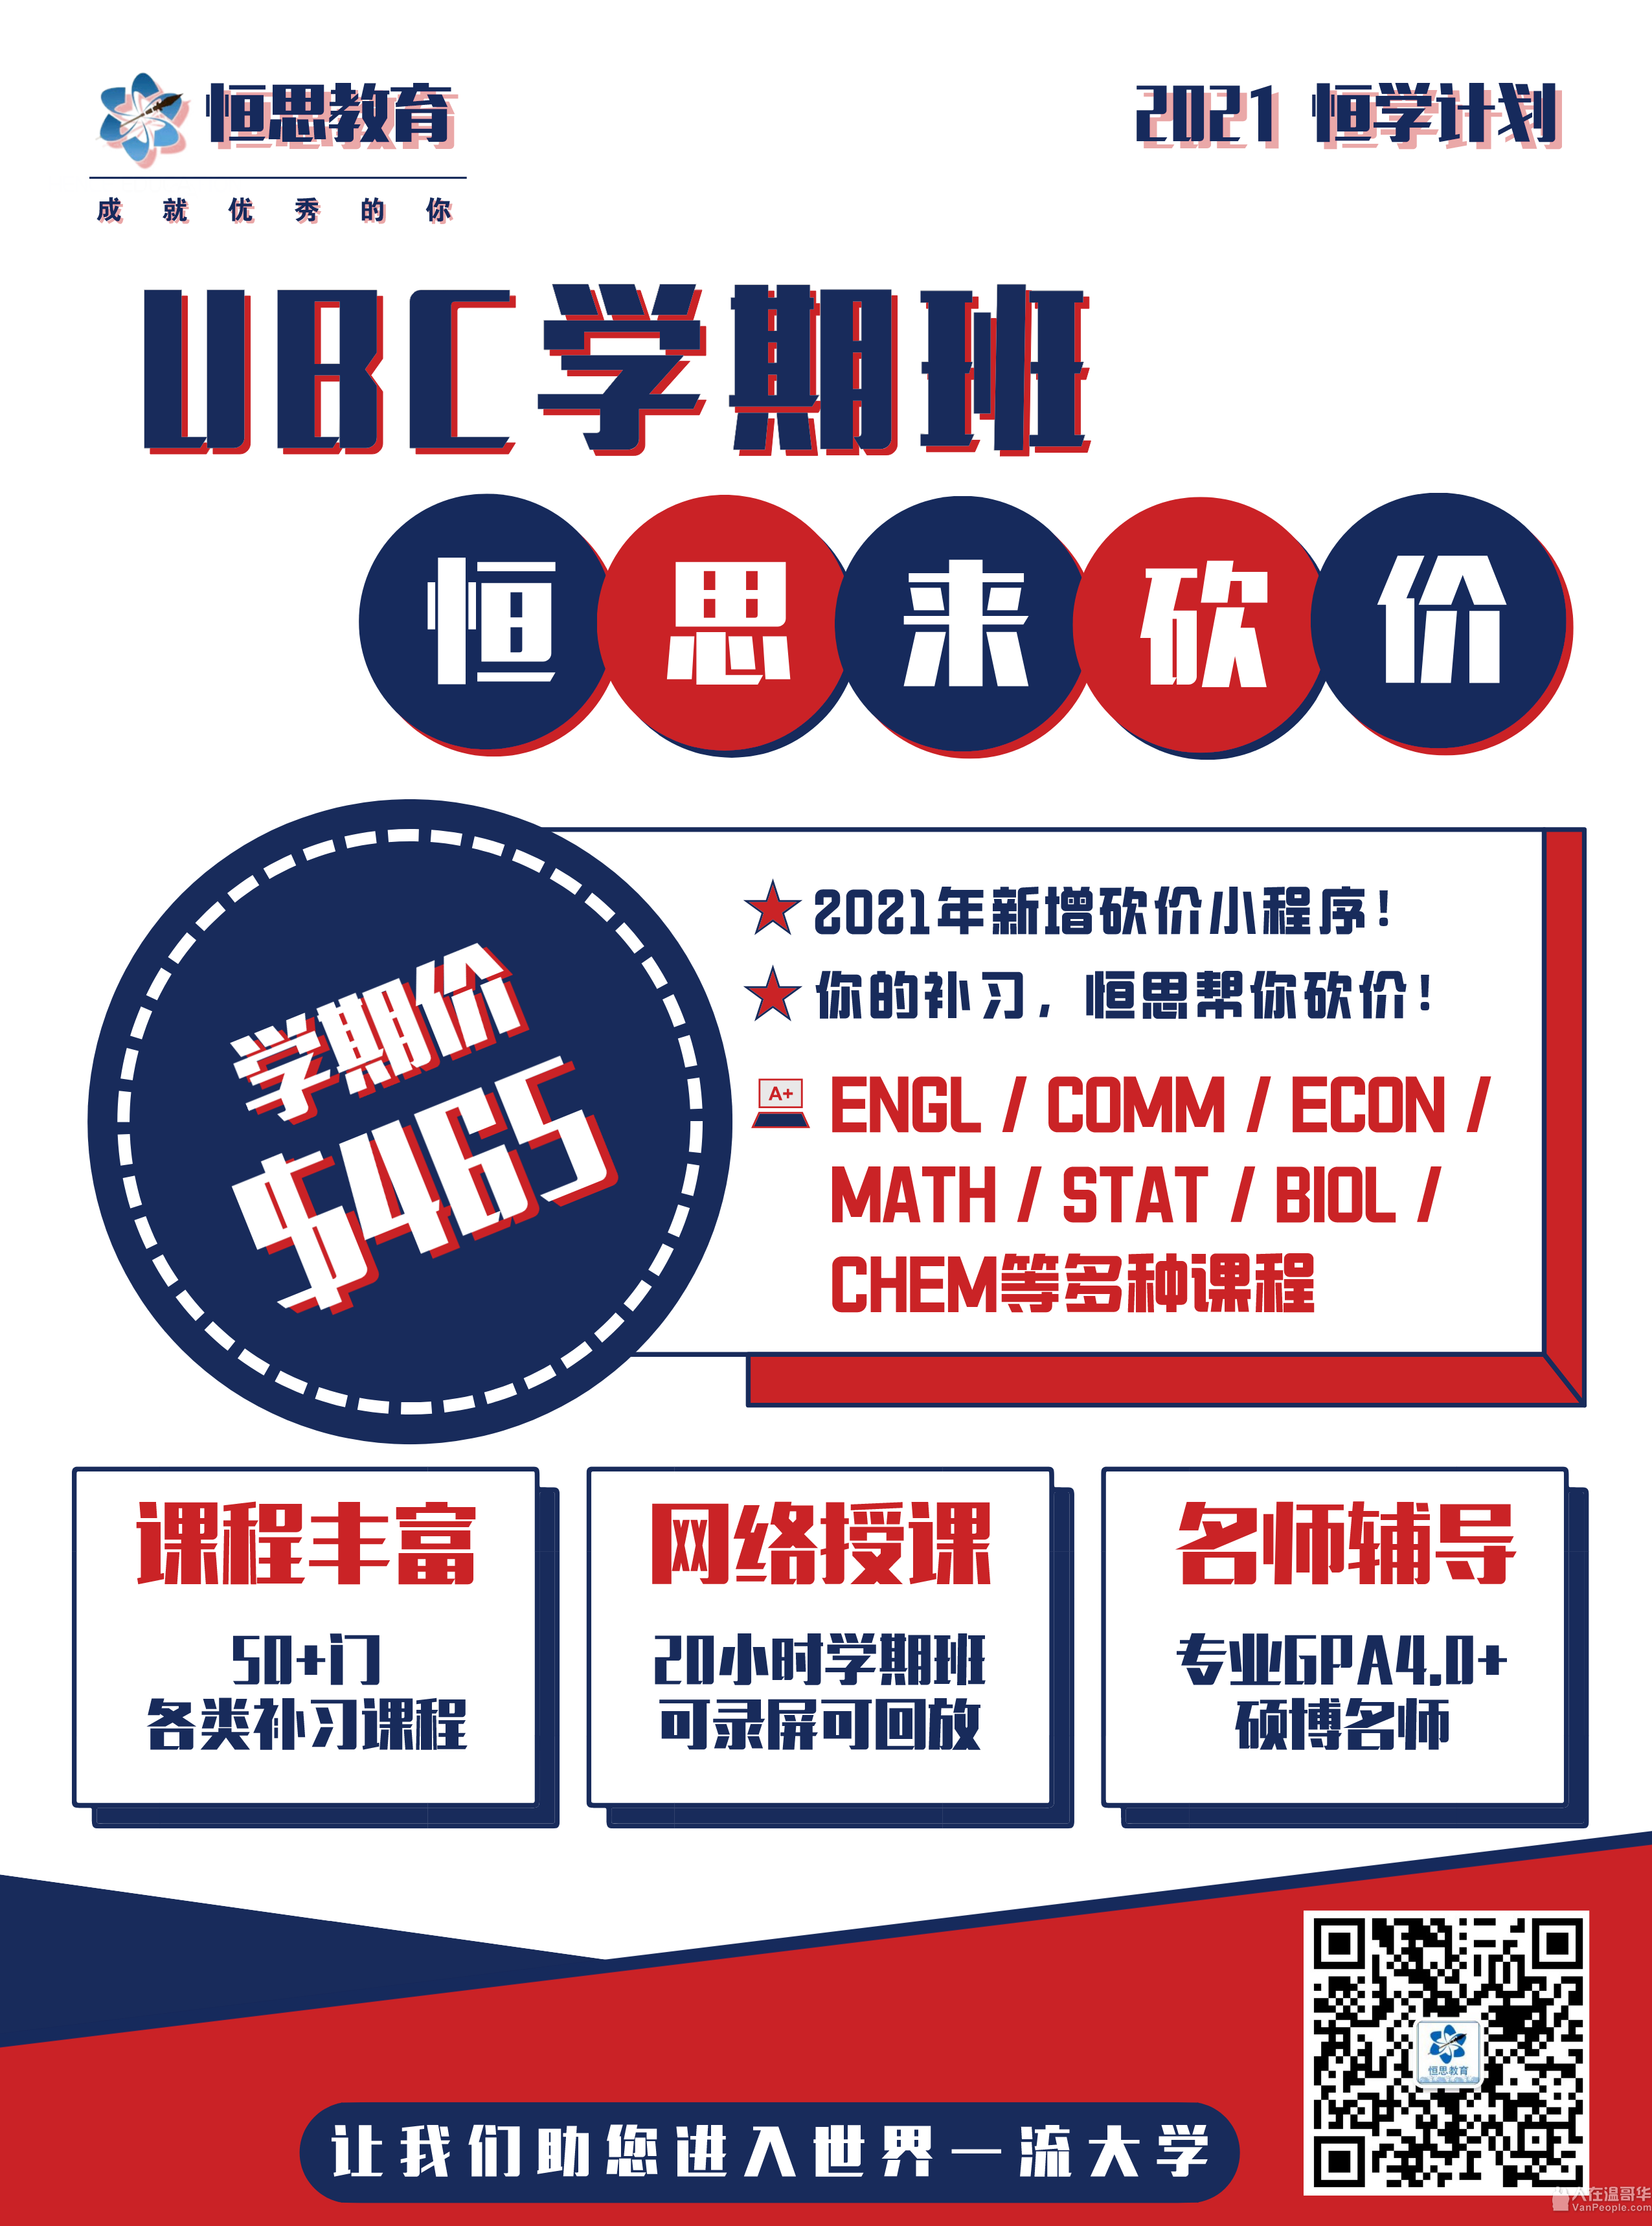 恒思教育
2021 恒学计划
成就优秀的你
UBC学期班
恒思来砍价
学期价
$465
2021年新增砍价小程序!
你的补习,恒思帮你砍价!
A+
ENGL / COMM / ECON /
MATH / STAT / BIOL /
CHEM等多种课程
课程丰富
50+门
各类补习课程
网络授课
20小时学期班
可录屏可回放
名师辅导
专业GPA4.0+
硕博名师
恒思教育
让我们助您进入世界一流大学
人在温哥华
VanPeople.com